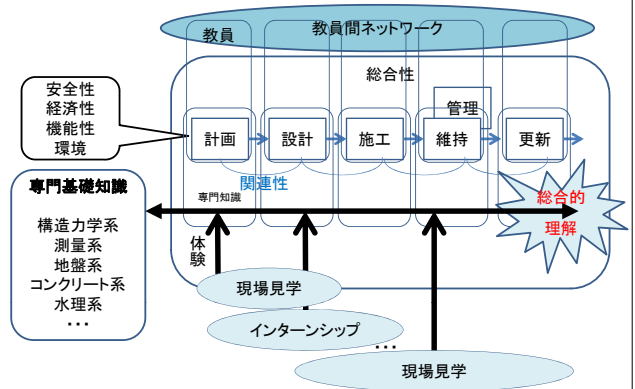 教員
教員間ネットワーク
総合性
安全性
経済性
機能性
環境
管理
計画
設計
施工
維持
更新
関連性
専門基礎知識
構造力学系
測量系
地盤系
コンクリート系
水理系
・・・
専門知識
総合的
理解
体
験
現場見学
インターンシップ
・・・
現場見学